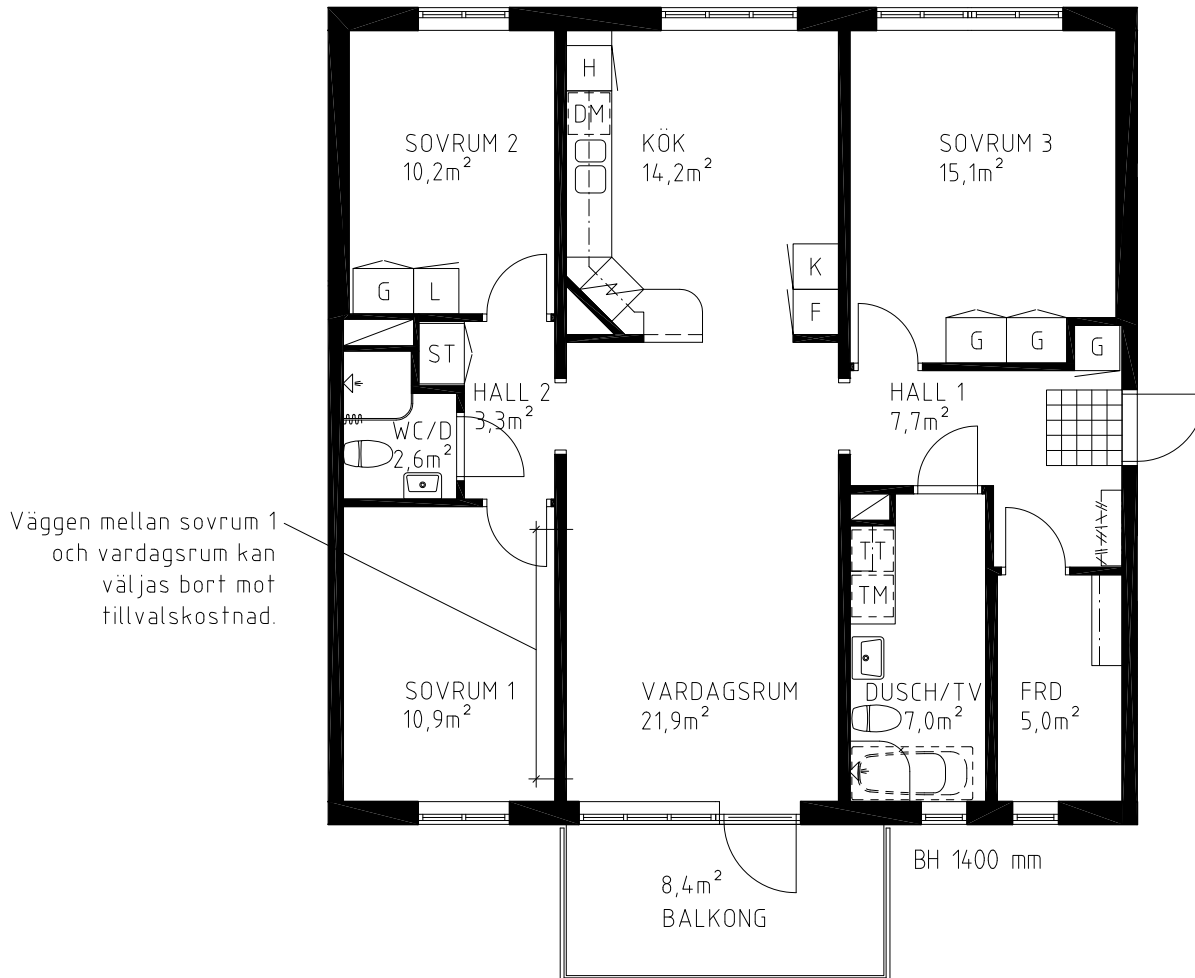 H
DM
SOVRUM 2
10,2m²
KÖK
14,2m²
SOVRUM 3
15,1m²
G
L
K
F
ST
G
G
G
HALL 2
3,3m²
HALL 1
7,7m²
WC/D
2,6m²
Väggen mellan sovrum 1
och vardagsrum kan
väljas bort mot
tillvalskostnad.
TT
TM
SOVRUM 1
10,9m²
VARDAGSRUM
21,9m²
DUSCH/TV
7,0m²
FRD
5,0m²
BH 1400 mm
8,4m²
BALKONG